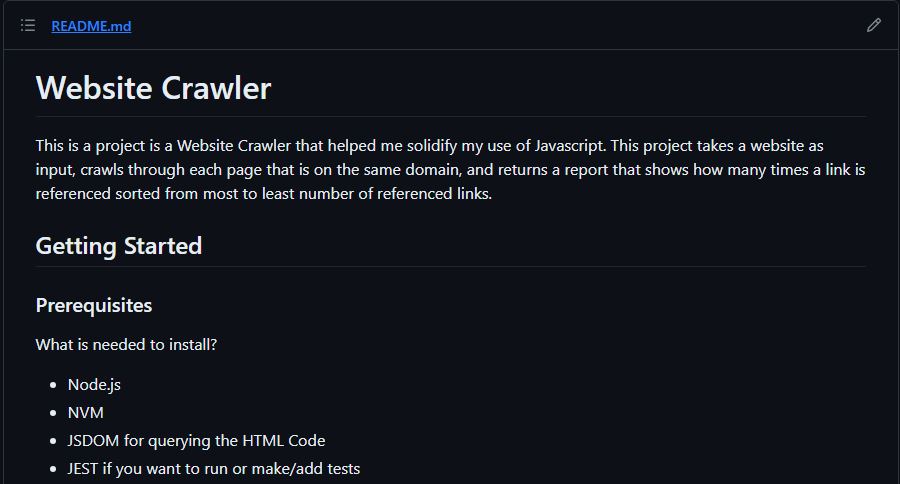 README.md
Website Crawler
This is a project is a Website Crawler that helped me solidify my use of Javascript. This project takes a website as
input, crawls through each page that is on the same domain, and returns a report that shows how many times a link is
referenced sorted from most to least number of referenced links.
Getting Started
Prerequisites
What is needed to install?
Node.js
NVM
JSDOM for querying the HTML Code
JEST if you want to run or make/add tests